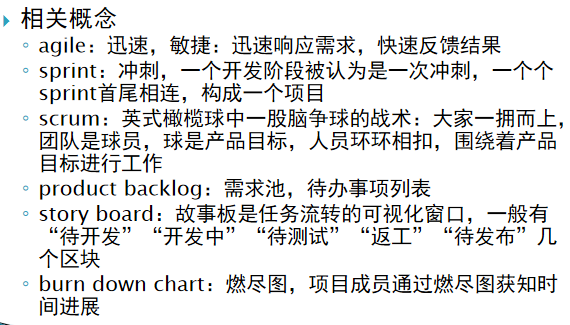 相关概念
agile：迅速，敏捷：迅速响应需求，快速反馈结果
sprint：冲刺，一个开发阶段被认为是一次冲刺，一个个
sprint首尾相连，构成一个项目
scrum：英式橄榄球中一股脑争球的战术：大家一拥而上，
团队是球员，球是产品目标，人员环环相扣，围绕着产品
目标进行工作
product backlog：需求池，待办事项列表
story board：故事板是任务流转的可视化窗口，一般有
“待开发”“开发中”“待测试”“返工”“待发布”几
个区块
burn down chart：燃尽图，项目成员通过燃尽图获知时
间进展